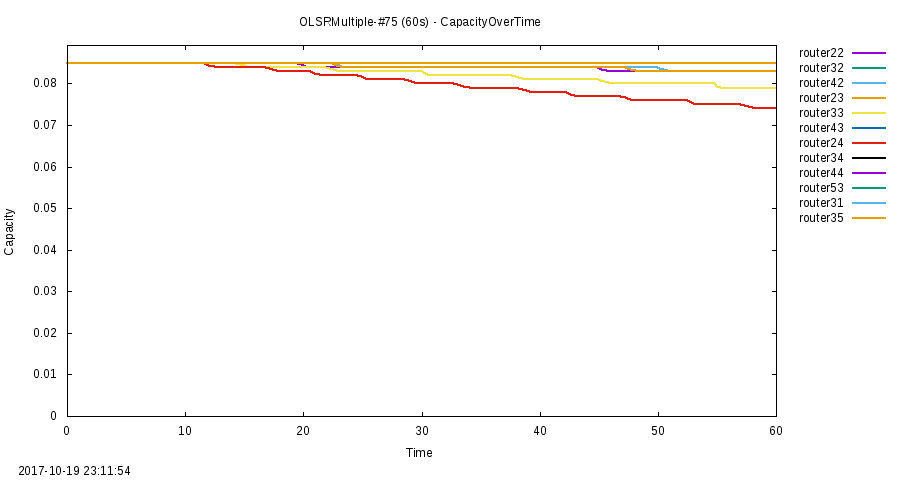 OLSRMultiple-#75 (60s) - CapacityOverTime
router22
router32
router42
router23
router33
router43
router24
router34
router44
router53
router31
router35
0.08
0.07
0.06
0.05
0.04
0.03
0.02
0.01
0
Capacity
0 10 20 30 40 50 60
Time
2017-10-19 23:11:54